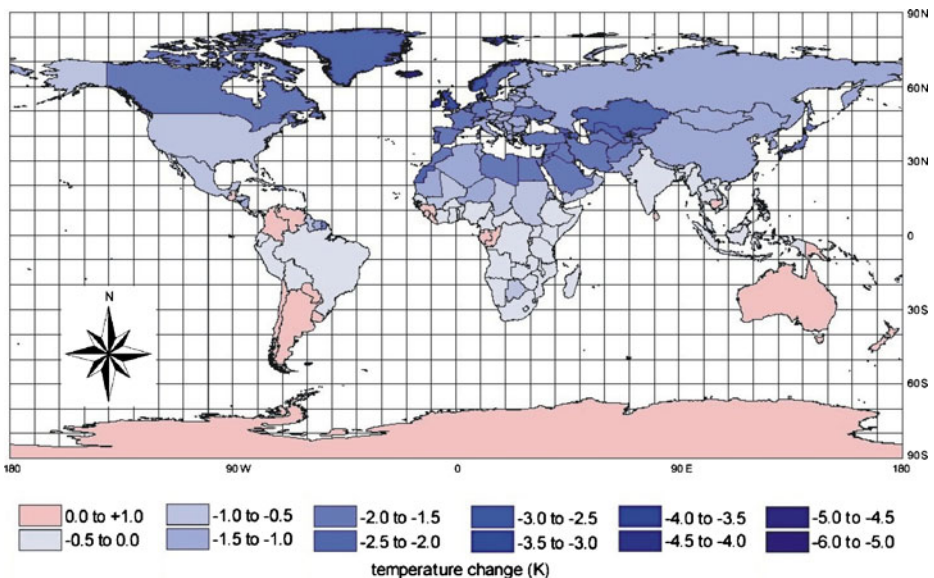 90N
60N
30N
0
30S
60S
90S
N
180 90 W 0 90 E 180
0.0 to +1.0 -1.0 to -0.5 -2.0 to -1.5 -3.0 to -2.5 -4.0 to -3.5 -5.0 to -4.5
-0.5 to 0.0 -1.5 to -1.0 -2.5 to -2.0 -3.5 to -3.0 -4.5 to -4.0 -6.0 to -5.0
temperature change (K)